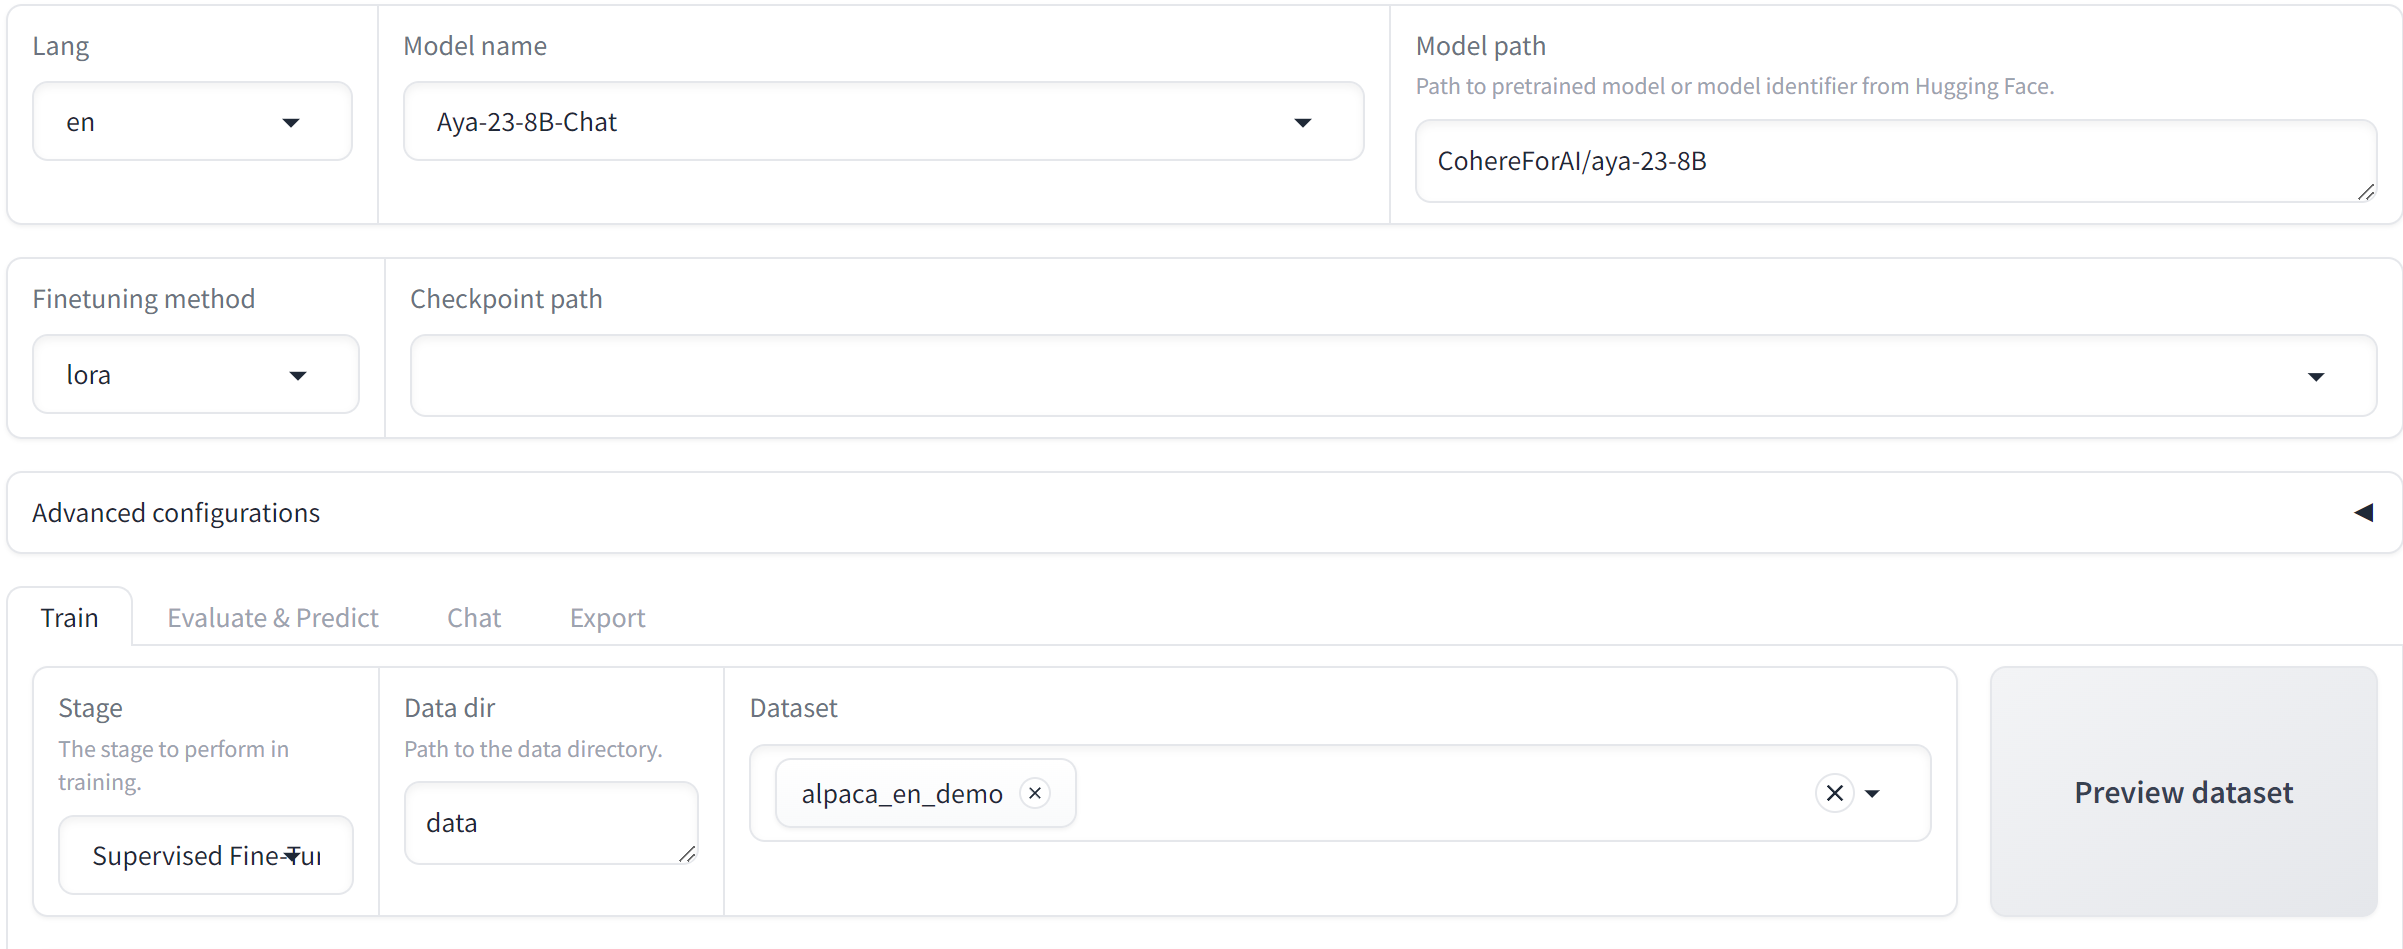 Lang
en
Model name
Aya-23-8B-Chat
Model path
Path to pretrained model or model identifier from Hugging Face.
CohereForAI/aya-23-8B
Finetuning method
lora
Checkpoint path
Advanced configurations
Train
Evaluate & Predict
Chat
Export
Stage
The stage to perform in
training.
Supervised Fine-Tu
Data dir
Path to the data directory.
data
Dataset
alpaca_en_demo
Preview dataset